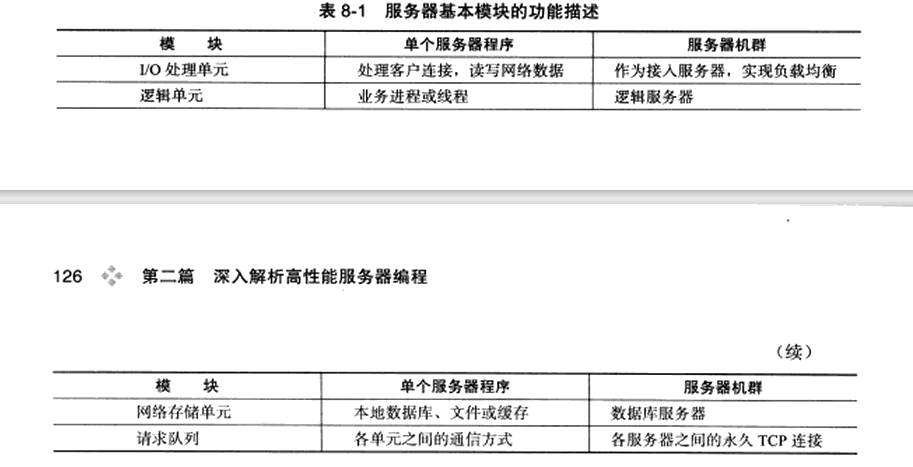 表 8-1 服务器基本模块的功能描述
模 块 单个服务器程序 服务器机群
I/O 处理单元 处理客户连接，读写网络数据 作为接入服务器，实现负载均衡
逻辑单元 业务进程或线程 逻辑服务器
126 第二篇 深入解析高性能服务器编程
（续）
模 块 单个服务器程序 服务器机群
网络存储单元 本地数据库、文件或缓存 数据库服务器
请求队列 各单元之间的通信方式 各服务器之间的永久 TCP 连接